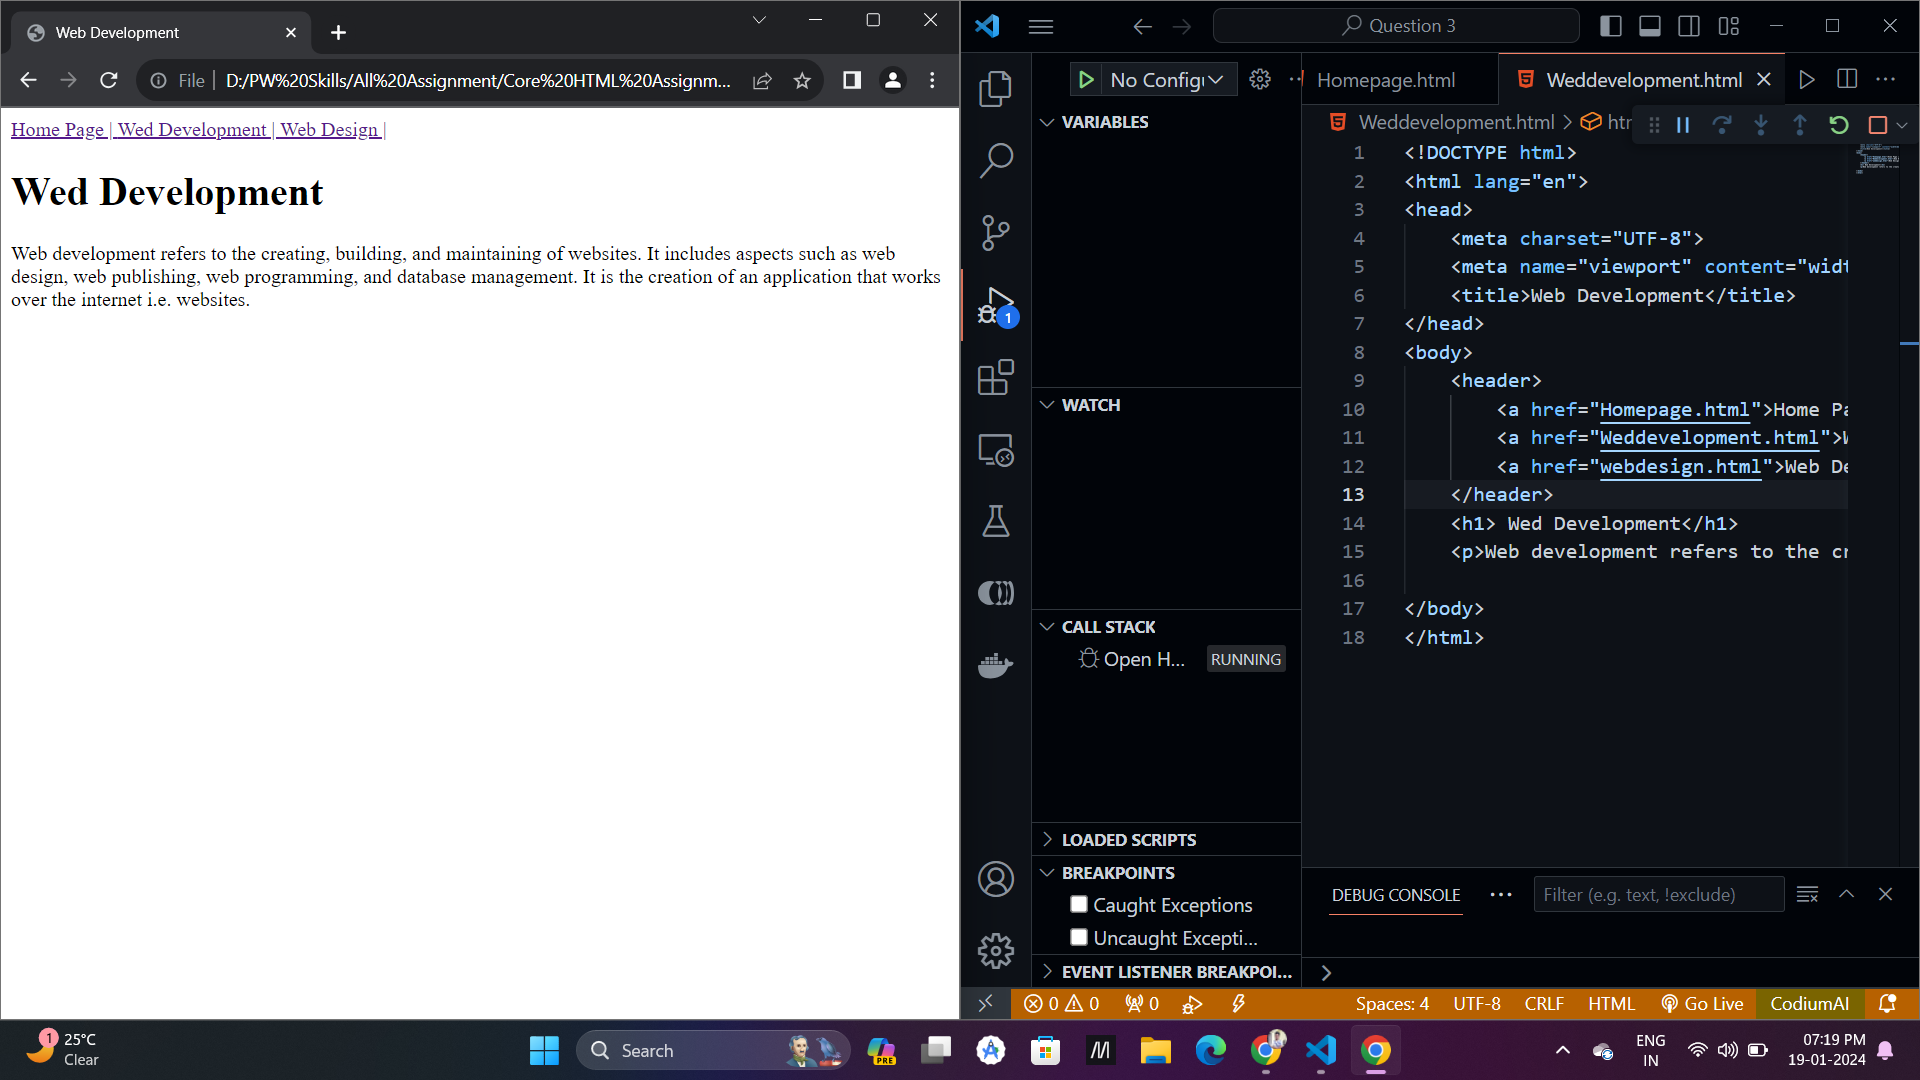 Web Development
File
D:/PW%20Skills/All%20Assignment/Core%20HTML%20Assignm...
Home Page | Wed Development | Web Design |
Wed Development
Web development refers to the creating, building, and maintaining of websites. It includes aspects such as web
design, web publishing, web programming, and database management. It is the creation of an application that works
over the internet i.e. websites.
Question 3
No Config
Homepage.html
Weddevelopment.html
Weddevelopment.html
VARIABLES
1
WATCH
CALL STACK
Open H...
RUNNING
LOADED SCRIPTS
BREAKPOINTS
Caught Exceptions
Uncaught Excepti...
EVENT LISTENER BREAKPOI...
1 <!DOCTYPE html>
2 <html lang="en">
3 <head>
4 <meta charset="UTF-8">
5 <meta name="viewport" content="widt
6 <title>Web Development</title>
7 </head>
8 <body>
9 <header>
10 <a href="Homepage.html">Home Pa
11 <a href="Weddevelopment.html">W
12 <a href="webdesign.html">Web De
13 </header>
14 <h1> Wed Development</h1>
15 <p>Web development refers to the cr
16
17 </body>
18 </html>
DEBUG CONSOLE
Filter (e.g. text, !exclude)
0 0 0
Spaces: 4 UTF-8 CRLF HTML Go Live CodiumAI
1
25°C
Clear
Search
PRE
ENG
IN
07:19 PM
19-01-2024